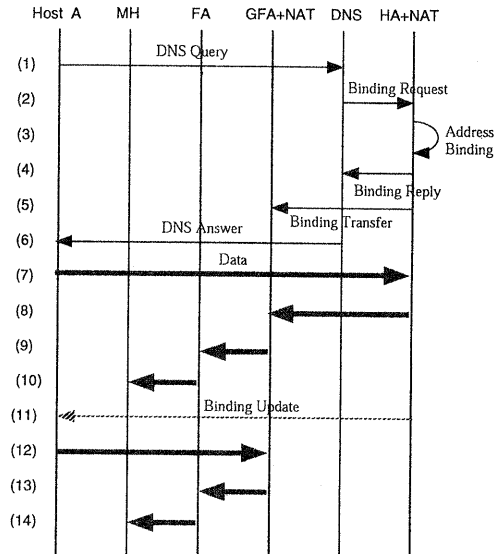 Host A MH FA GFA+NAT DNS HA+NAT
(1) DNS Query
(2) Binding Request
(3) Address
Binding
(4) Binding Reply
(5) Binding Transfer
(6) DNS Answer
(7) Data
(8)
(9)
(10)
(11) Binding Update
(12)
(13)
(14)